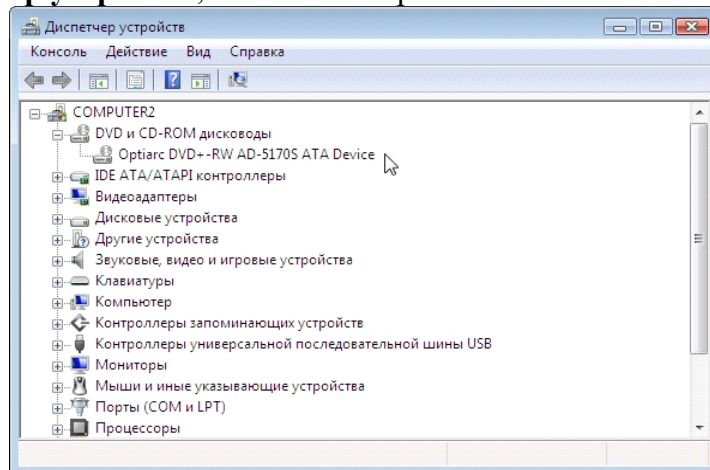 Диспетчер устройств
Консоль Действие Вид Справка
COMPUTER2
DVD и CD-ROM дисководы
Optiarc DVD+-RW AD-5170S ATA Device
IDE ATA/ATAPI контроллеры
Видеоадаптеры
Дисковые устройства
Другие устройства
Звуковые, видео и игровые устройства
Клавиатуры
Компьютер
Контроллеры запоминающих устройств
Контроллеры универсальной последовательной шины USB
Мониторы
Мыши и иные указывающие устройства
Порты (COM и LPT)
Процессоры